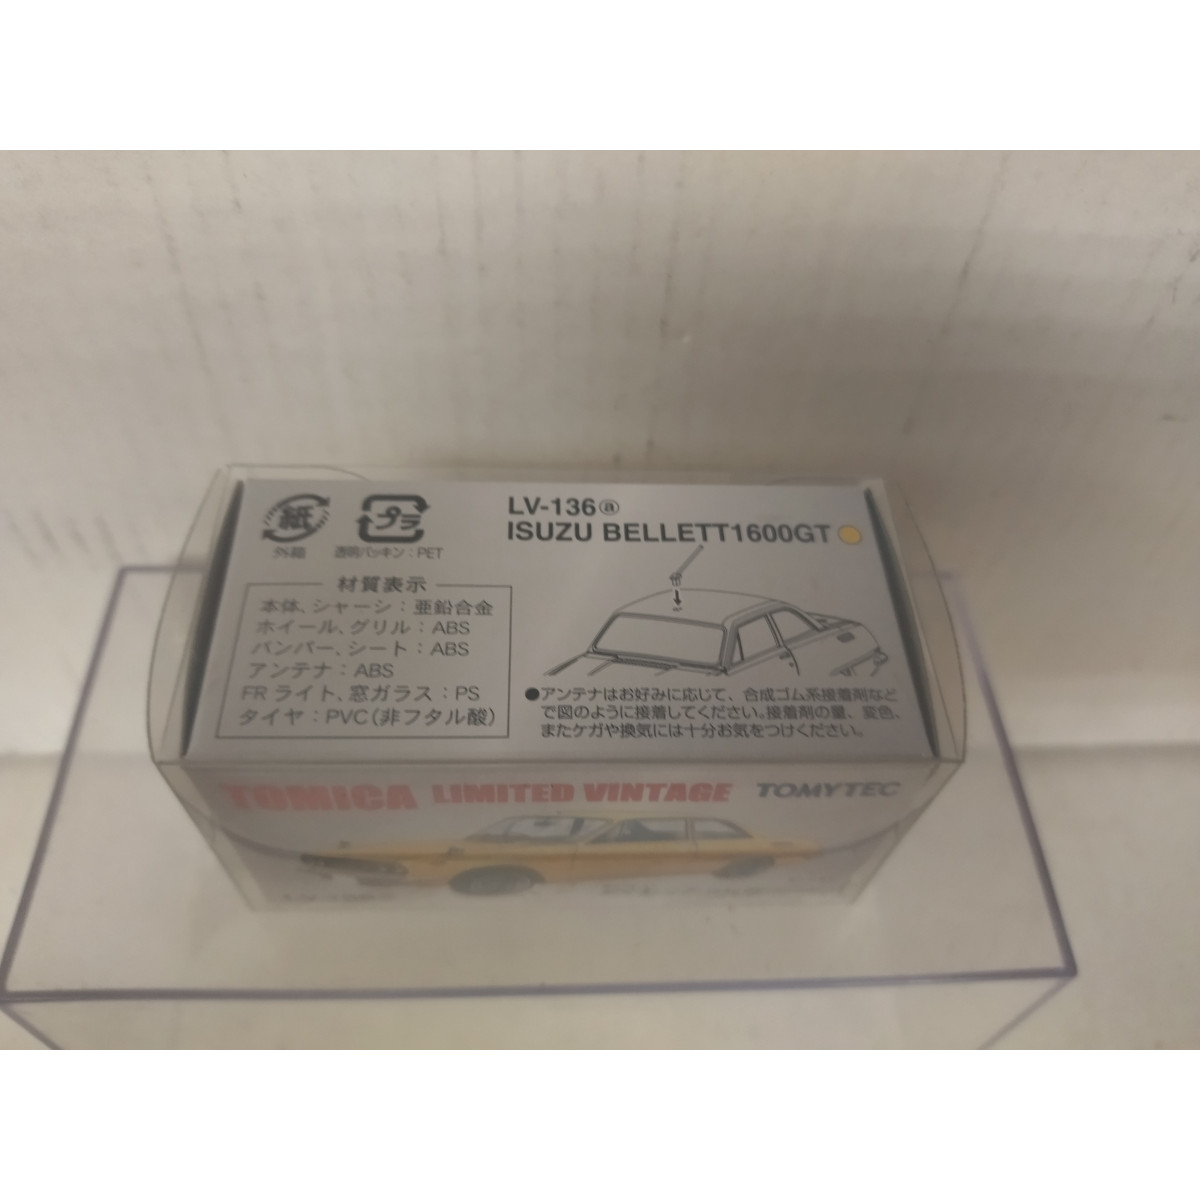 紙
外箱
プラ
透明パッキン：PET
LV-136ⓐ
ISUZU BELLETT1600GT
材質表示
本体、シャーシ：亜鉛合金
ホイール、グリル：ABS
バンパー、シート：ABS
アンテナ：ABS
FRライト、窓ガラス：PS
タイヤ：PVC（非フタル酸）
●アンテナはお好みに応じて、合成ゴム系接着剤など
で図のように接着してください。接着剤の量、変色、
またケガや換気には十分お気をつけください。
TOMICA LIMITED VINTAGE TOMYTEC